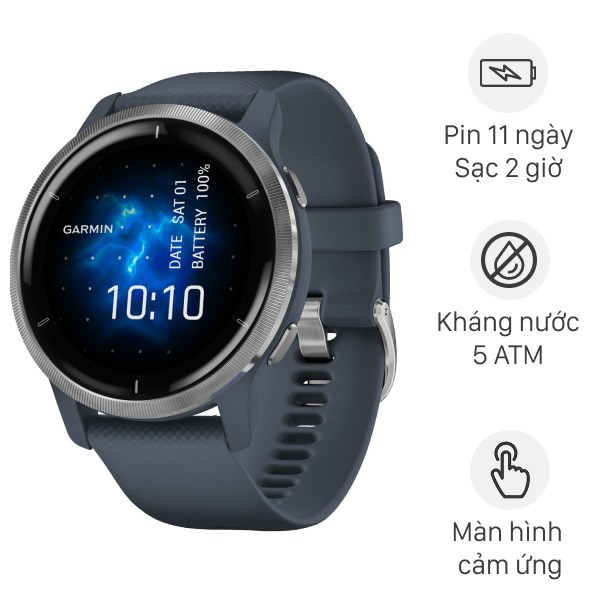 GARMIN
DATE SAT 01
BATTERY 100%
10:10
Pin 11 ngày
Sạc 2 giờ
Kháng nước
5 ATM
Màn hình
cảm ứng